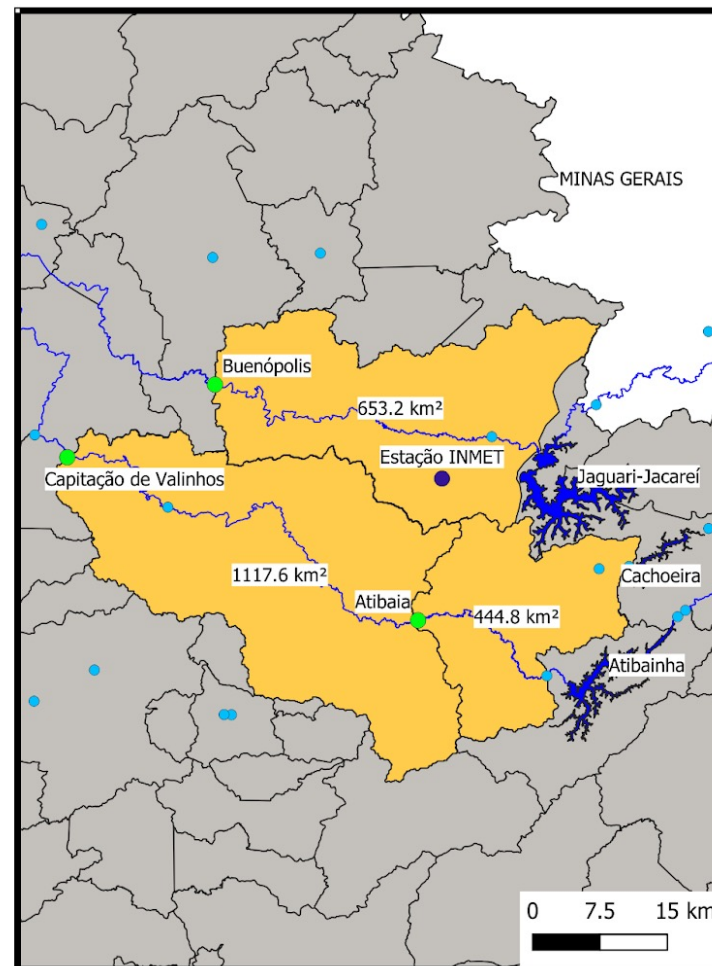 MINAS GERAIS
Buenópolis
653.2 km²
Estação INMET
Capitação de Valinhos
Jaguari-Jacareí
1117.6 km²
Cachoeira
Atibaia
444.8 km²
Atibainha
0 7.5 15 km